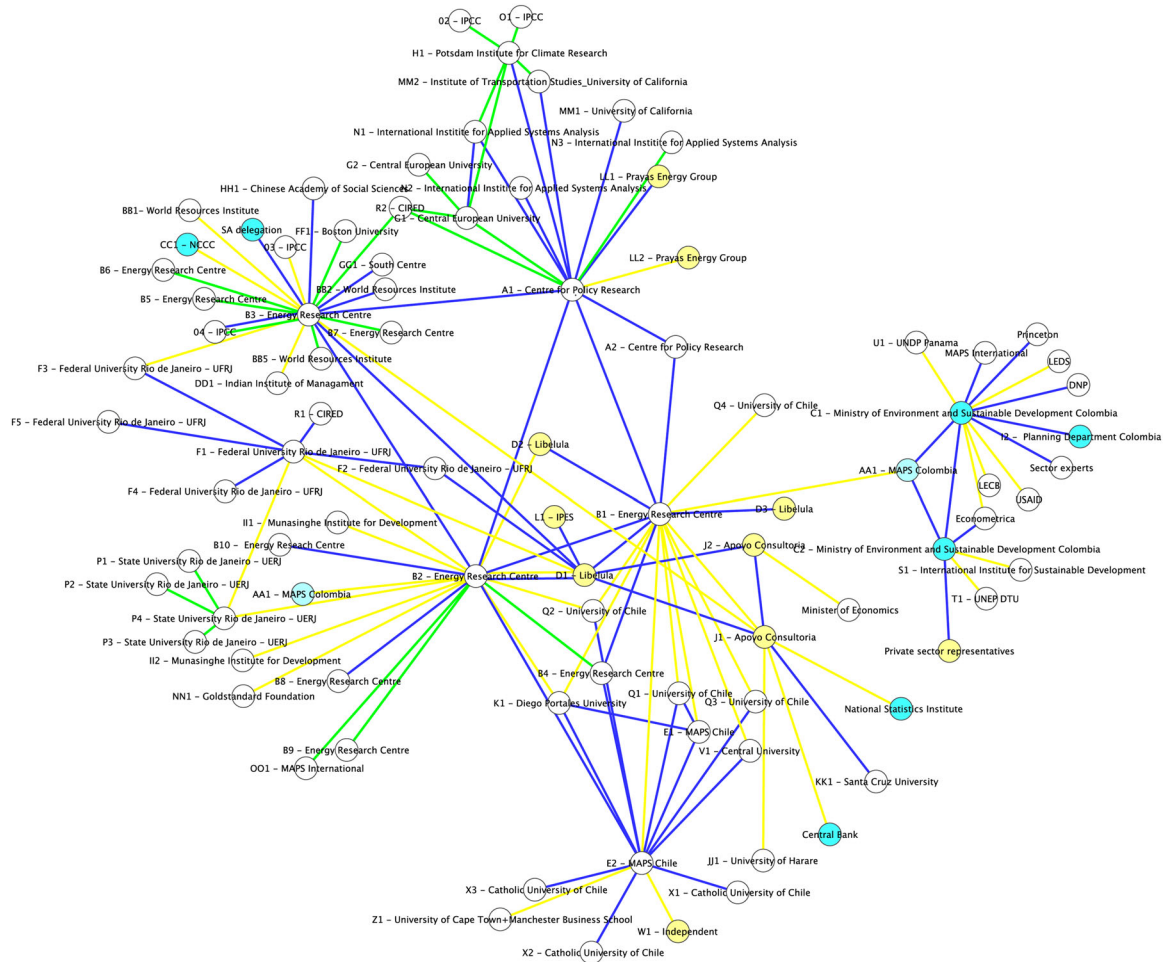 02 - IPCC
O1 - IPCC
H1 - Potsdam Institute for Climate Research
MM2 - Institute of Transportation Studies_University of California
MM1 - University of California
N1 - International Institite for Applied Systems Analysis
N3 - International Institite for Applied Systems Analysis
G2 - Central European University
LL1 - Prayas Energy Group
HH1 - Chinese Academy of Social Sciences
N2 - International Institire for Applied Systems Analysis
R2 - CIRED
BB1- World Resources Institute
G1 - Central European University
SA delegation
FF1 - Boston University
CC1 - NCCC
03 - IPCC
LL2 - Prayas Energy Group
GG1 - South Centre
B6 - Energy Research Centre
BB2 - World Resources Institute
A1 - Centre for Policy Research
B5 - Energy Research Centre
B3 - Energy Research Centre
04 - IPCC
B7 - Energy Research Centre
Princeton
U1 - UNDP Panama
A2 - Centre for Policy Research
MAPS International
BB5 - World Resources Institute
LEDS
F3 - Federal University Rio de Janeiro - UFRJ
DD1 - Indian Institute of Managament
DNP
Q4 - University of Chile
R1 - CIRED
C1 - Ministry of Environment and Sustainable Development Colombia
F5 - Federal University Rio de Janeiro - UFRJ
I2 - Planning Department Colombia
D2 - Libelula
F1 - Federal University Rio de Janeiro - UFRJ
Sector experts
F2 - Federal University Rio de Janeiro - UFRJ
AA1 - MAPS Colombia
LECB
F4 - Federal University Rio de Janeiro - UFRJ
USAID
D3 - Libelula
L1 - IPES
B1 - Energy Research Centre
Econometrica
II1 - Munasinghe Institute for Development
B10 - Energy Reseach Centre
J2 - Apoyo Consultoria
C2 - Ministry of Environment and Sustainable Development Colombia
P1 - State University Rio de Janeiro - UERJ
S1 - International Institute for Sustainable Development
B2 - Energy Research Centre
D1 - Libelula
P2 - State University Rio de Janeiro - UERJ
AA1 - MAPS Colombia
T1 - UNEP DTU
Q2 - University of Chile
Minister of Economics
P4 - State University Rio de Janeiro - UERJ
J1 - Apoyo Consultoria
P3 - State University Rio de Janeiro - UERJ
Private sector representatives
II2 - Munasinghe Institute for Development
B4 - Energy Research Centre
B8 - Energy Research Centre
NN1 - Goldstandard Foundation
Q1 - University of Chile
K1 - Diego Portales University
Q3 - University of Chile
National Statistics Institute
E1 - MAPS Chile
B9 - Energy Research Centre
V1 - Central University
OO1 - MAPS International
KK1 - Santa Cruz University
Central Bank
E2 - MAPS Chile
JJ1 - University of Harare
X3 - Catholic University of Chile
X1 - Catholic University of Chile
Z1 - University of Cape Town+Manchester Business School
W1 - Independent
X2 - Catholic University of Chile